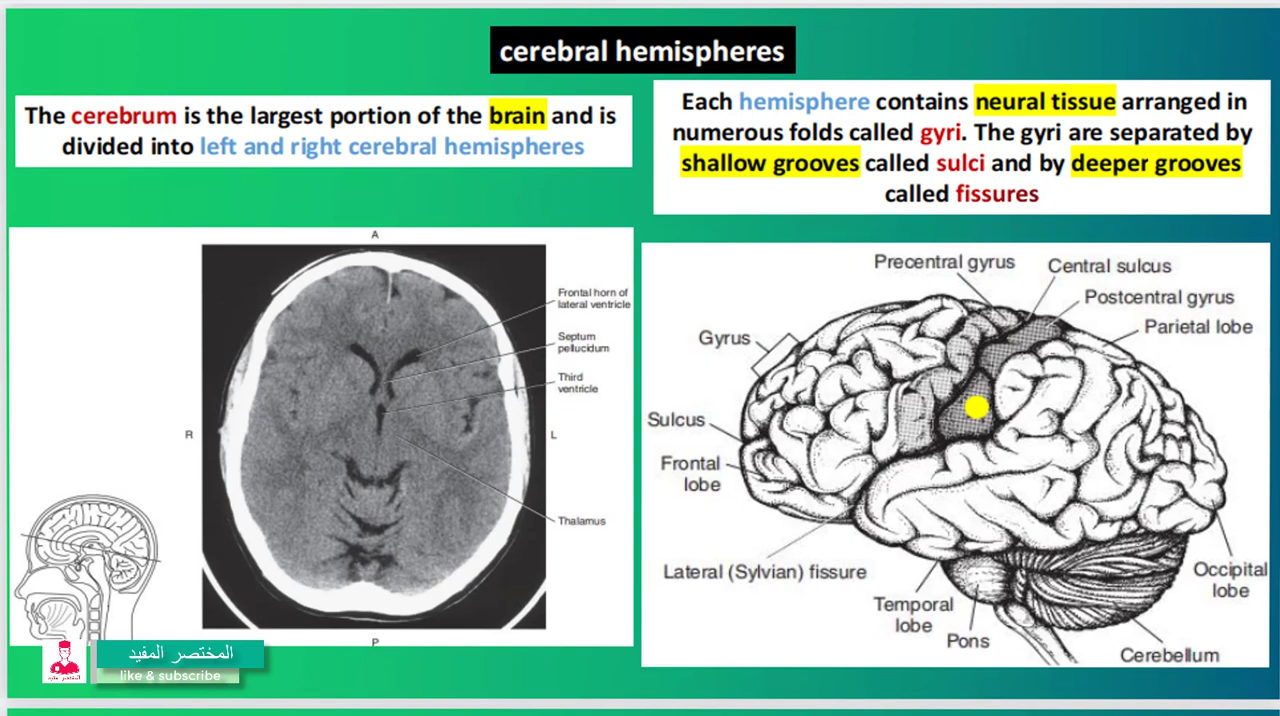 cerebral hemispheres
The cerebrum is the largest portion of the brain and is
divided into left and right cerebral hemispheres
Each hemisphere contains neural tissue arranged in
numerous folds called gyri. The gyri are separated by
shallow grooves called sulci and by deeper grooves
called fissures
A
Frontal horn of
lateral ventricle
Septum
pellucidum
Third
ventricle
R
L
Thalamus
P
Precentral gyrus
Central sulcus
Postcentral gyrus
Parietal lobe
Gyrus
Sulcus
Frontal
lobe
Lateral (Sylvian) fissure
Temporal
lobe
Pons
Occipital
lobe
Cerebellum
المختصر المفيد
like & subscribe
المختصر المفيد